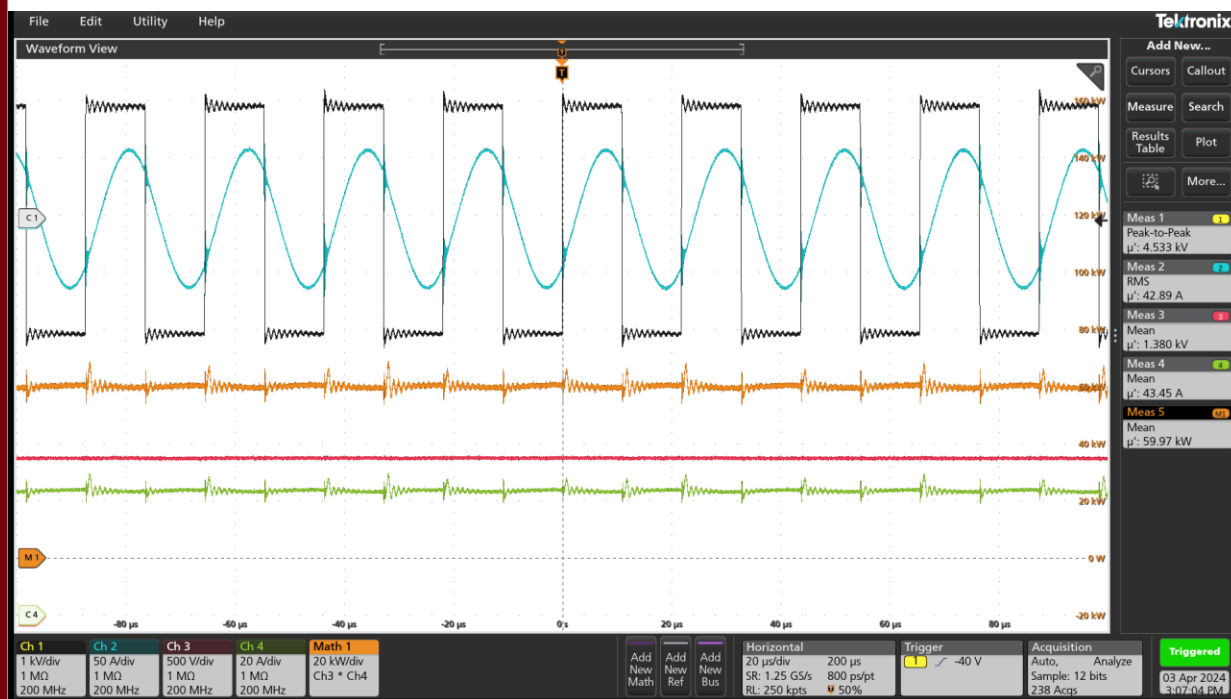 File Edit Utility Help
Tektronix
Waveform View
Add New...
Cursors Callout
Measure Search
Results Table Plot
More...
T
T
160 kW
140 kW
C 1
120 kW
100 kW
80 kW
40 kW
20 kW
M 1
0 W
C 4
-20 kW
-80 µs -60 µs -40 µs -20 µs 0 s 20 µs 40 µs 60 µs 80 µs
Meas 1 1
Peak-to-Peak
µ': 4.533 kV
Meas 2 2
RMS
µ': 42.89 A
Meas 3 3
Mean
µ': 1.380 kV
Meas 4 4
Mean
µ': 43.45 A
Meas 5 M1
Mean
µ': 59.97 kW
Ch 1
1 kV/div
1 MΩ
200 MHz
Ch 2
50 A/div
1 MΩ
200 MHz
Ch 3
500 V/div
1 MΩ
200 MHz
Ch 4
20 A/div
1 MΩ
200 MHz
Math 1
20 kW/div
Ch3 * Ch4
Add New Math
Add New Ref
Add New Bus
Horizontal
20 µs/div 200 µs
SR: 1.25 GS/s 800 ps/pt
RL: 250 kpts 50%
Trigger
1 -40 V
Acquisition
Auto, Analyze
Sample: 12 bits
238 Acqs
Triggered
03 Apr 2024
3:07:04 PM